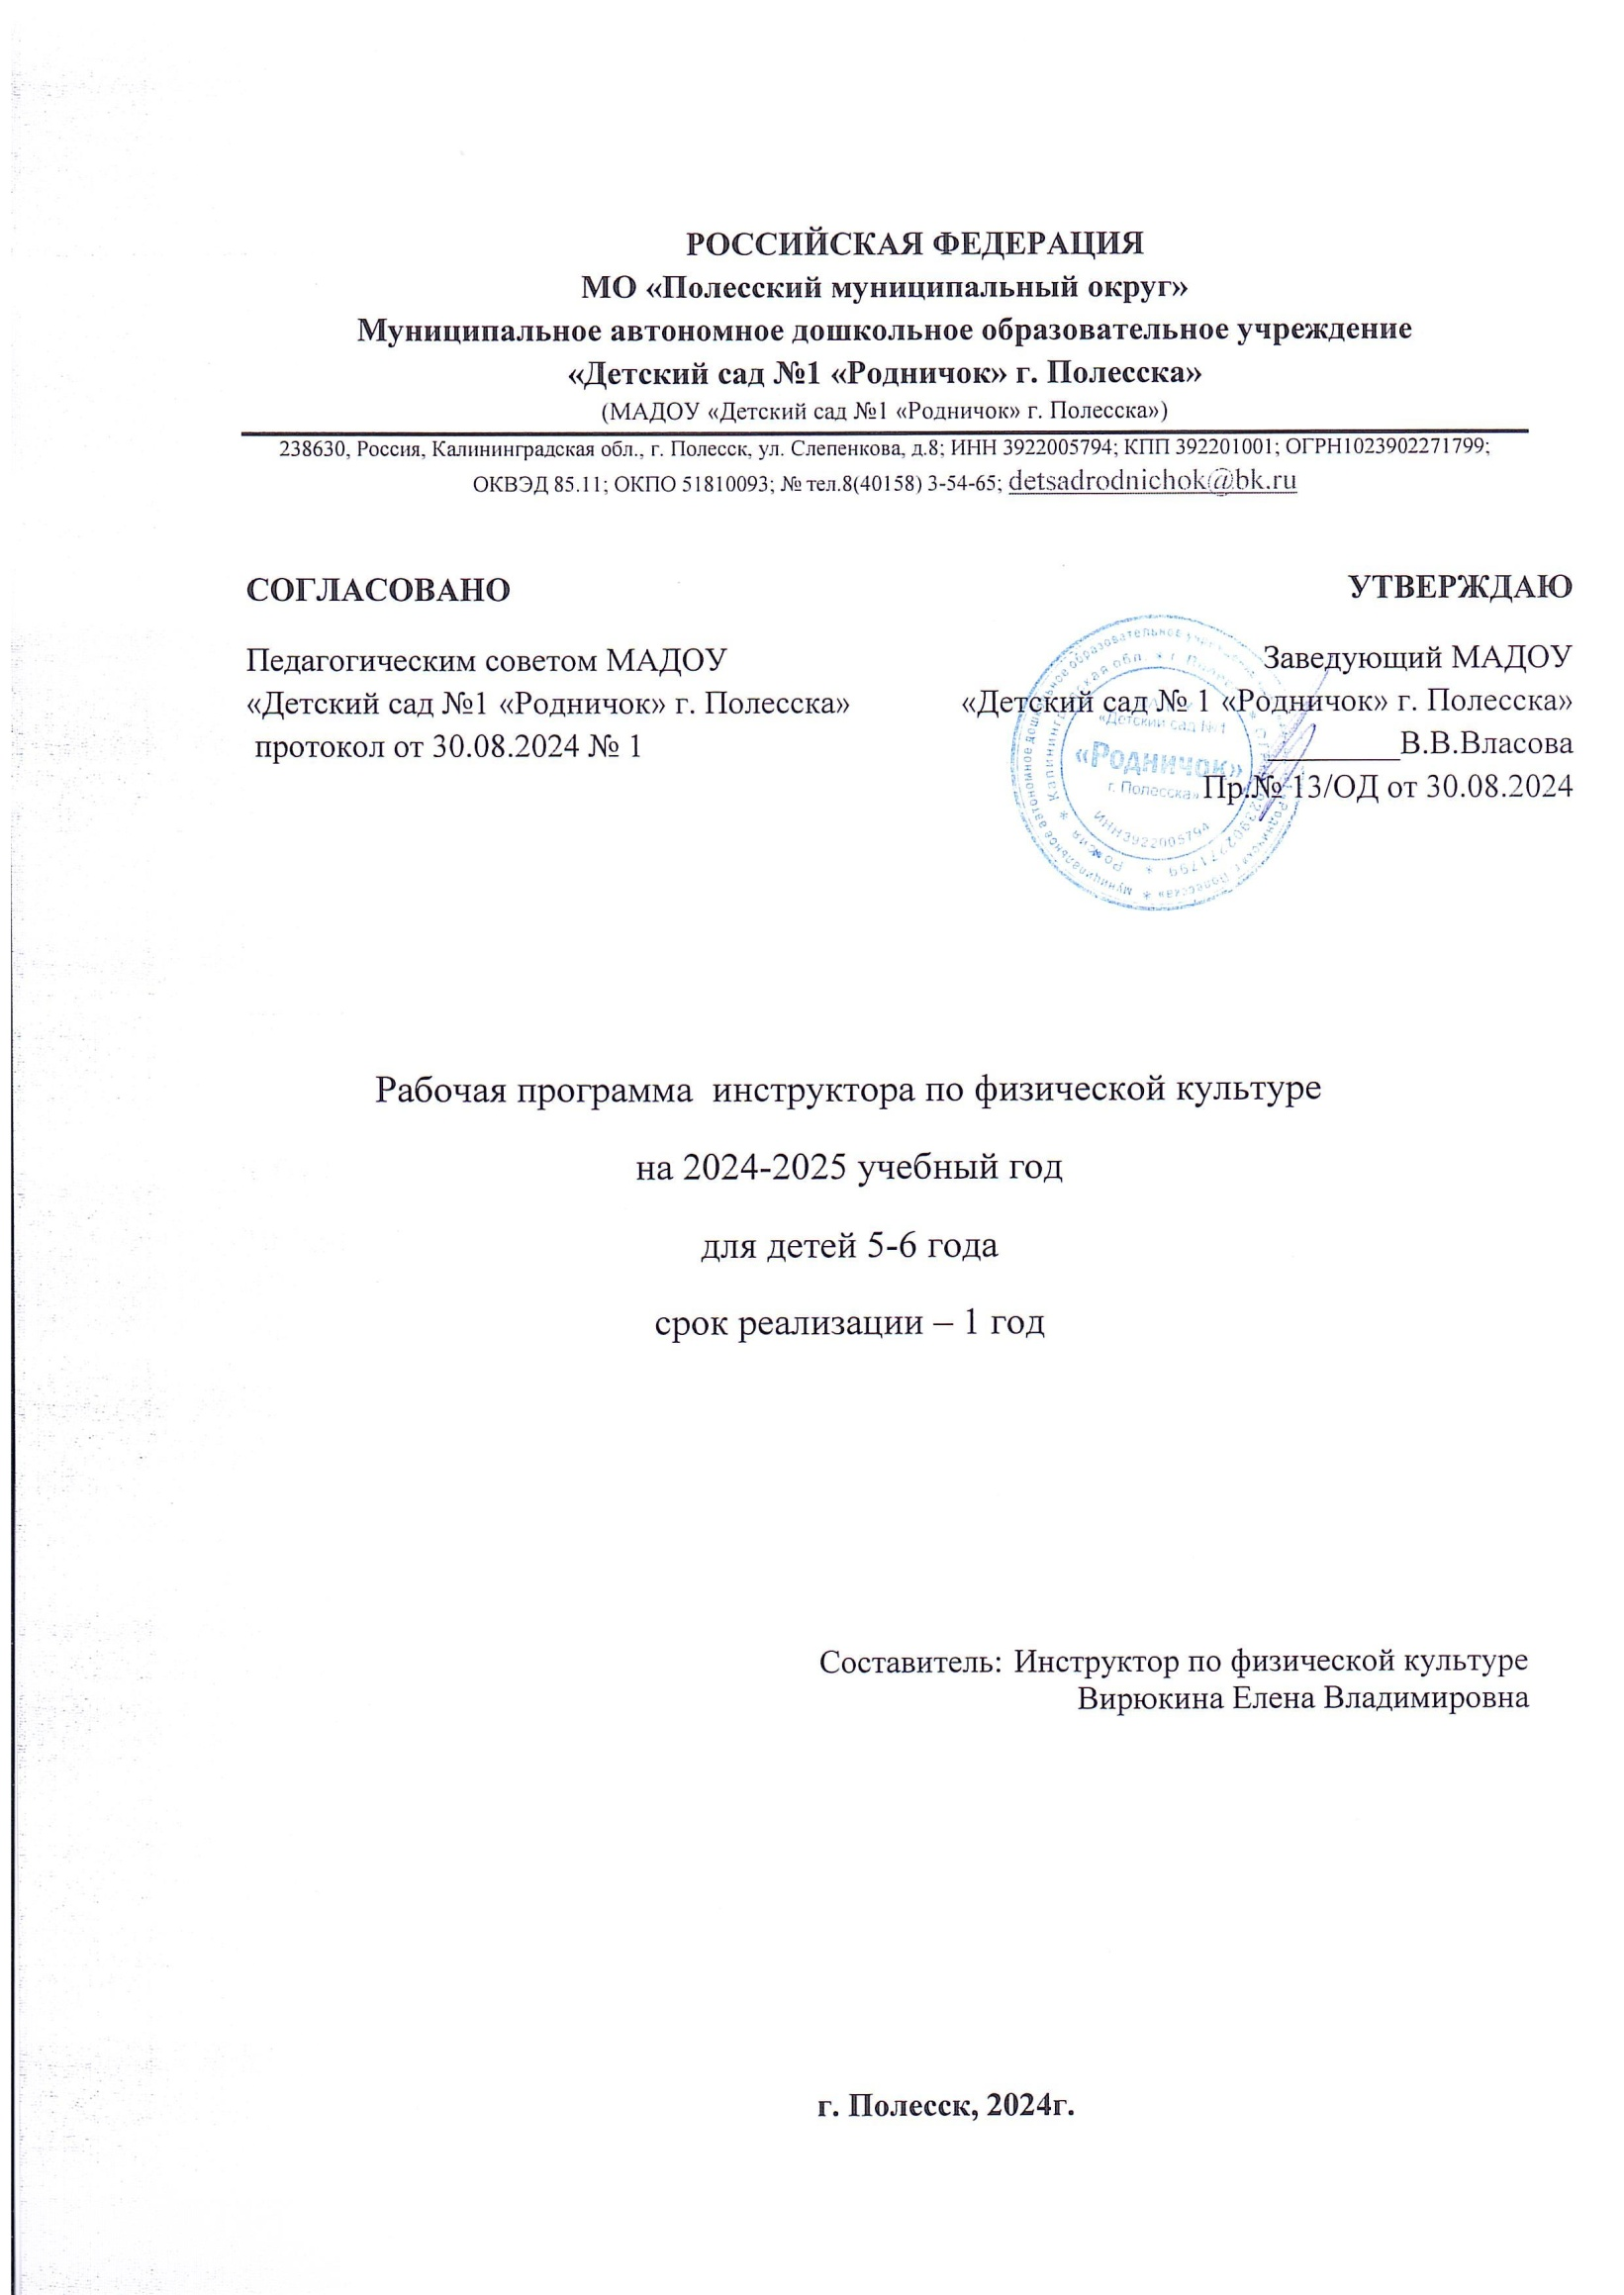 РОССИЙСКАЯ ФЕДЕРАЦИЯ
МО «Полесский муниципальный округ»
Муниципальное автономное дошкольное образовательное учреждение
«Детский сад №1 «Родничок» г. Полесска»
(МАДОУ «Детский сад №1 «Родничок» г. Полесска»)
238630, Россия, Калининградская обл., г. Полесск, ул. Слепенкова, д.8; ИНН 3922005794; КПП 392201001; ОГРН1023902271799;
ОКВЭД 85.11; ОКПО 51810093; № тел.8(40158) 3-54-65; detsadrodnichok@bk.ru
СОГЛАСОВАНО
Педагогическим советом МАДОУ
«Детский сад №1 «Родничок» г. Полесска»
протокол от 30.08.2024 № 1
УТВЕРЖДАЮ
Заведующий МАДОУ
«Детский сад № 1 «Родничок» г. Полесска»
________В.В.Власова
Пр.№ 13/ОД от 30.08.2024
«Детский сад №1
«Родничок»
г. Полесска»
ИНН3922005794
Рабочая программа инструктора по физической культуре
на 2024-2025 учебный год
для детей 5-6 года
срок реализации – 1 год
Составитель: Инструктор по физической культуре
Вирюкина Елена Владимировна
г. Полесск, 2024г.